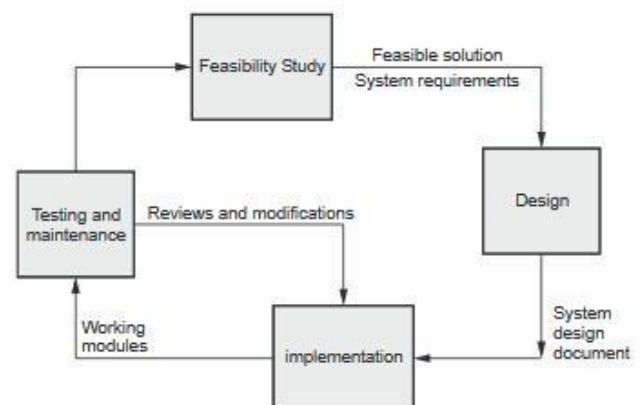 Feasibility Study
Feasible solution
System requirements
Design
Testing and
maintenance
Reviews and modifications
System
design
document
Working
modules
implementation